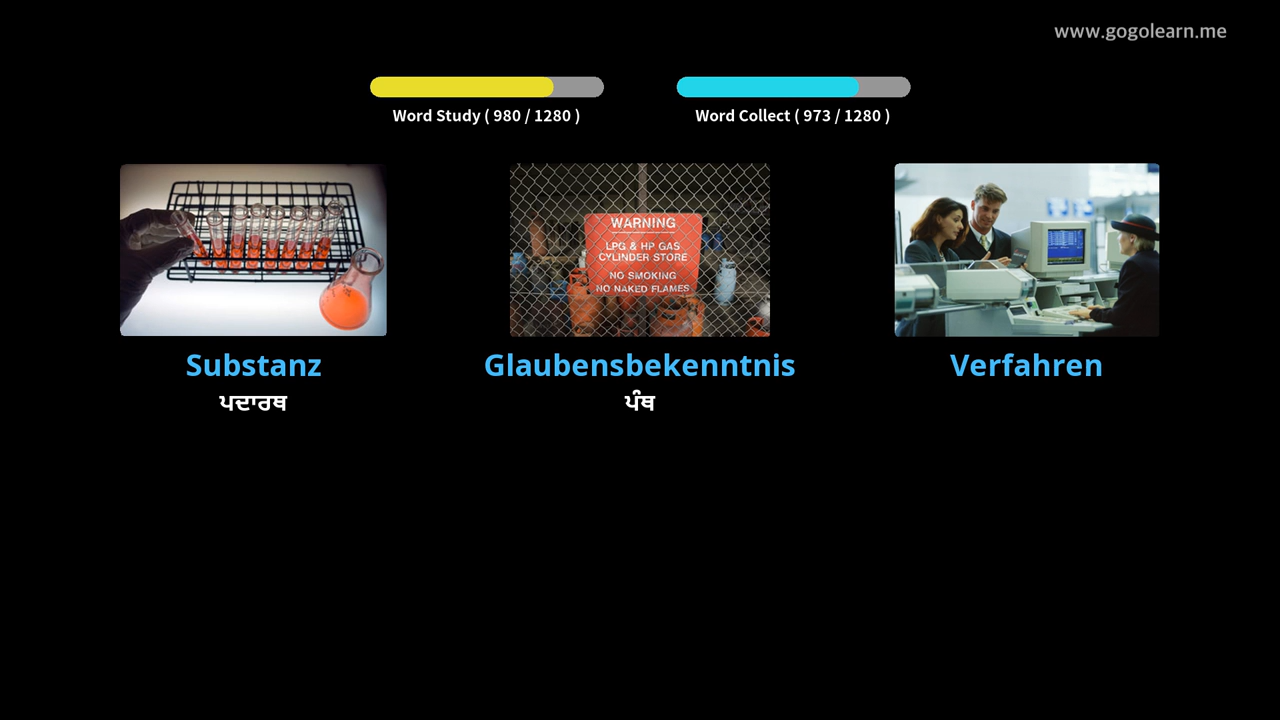 www.gogolearn.me
Word Study ( 980 / 1280 )
Word Collect ( 973 / 1280 )
WARNING
LPG & HP GAS
CYLINDER STORE
NO SMOKING
NO NAKED FLAMES
Substanz
Glaubensbekenntnis
Verfahren
ਪਦਾਰਥ
ਪੰਥ